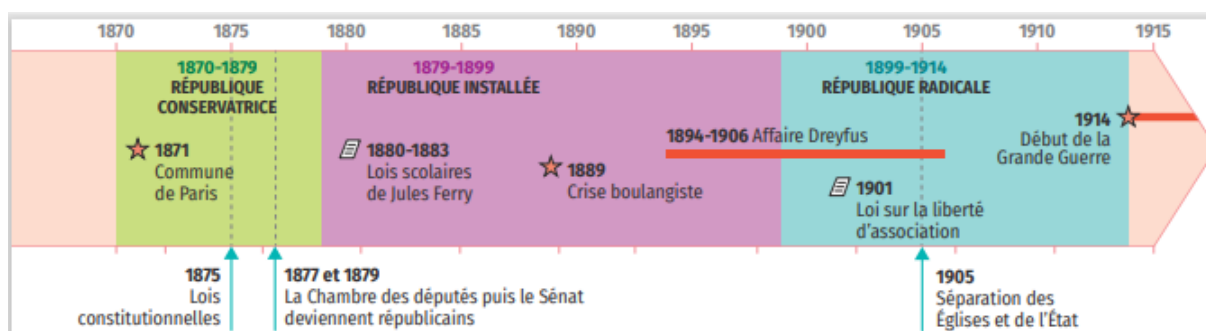 1870 1875 1880 1885 1890 1895 1900 1905 1910 1915
1870-1879
RÉPUBLIQUE
CONSERVATRICE
1879-1899
RÉPUBLIQUE INSTALLÉE
1899-1914
RÉPUBLIQUE RADICALE
1871
Commune
de Paris
1880-1883
Lois scolaires
de Jules Ferry
1889
Crise boulangiste
1894-1906 Affaire Dreyfus
1901
Loi sur la liberté
d'association
1914
Début de la
Grande Guerre
1875
Lois
constitutionnelles
1877 et 1879
La Chambre des députés puis le Sénat
deviennent républicains
1905
Séparation des
Églises et de l'État